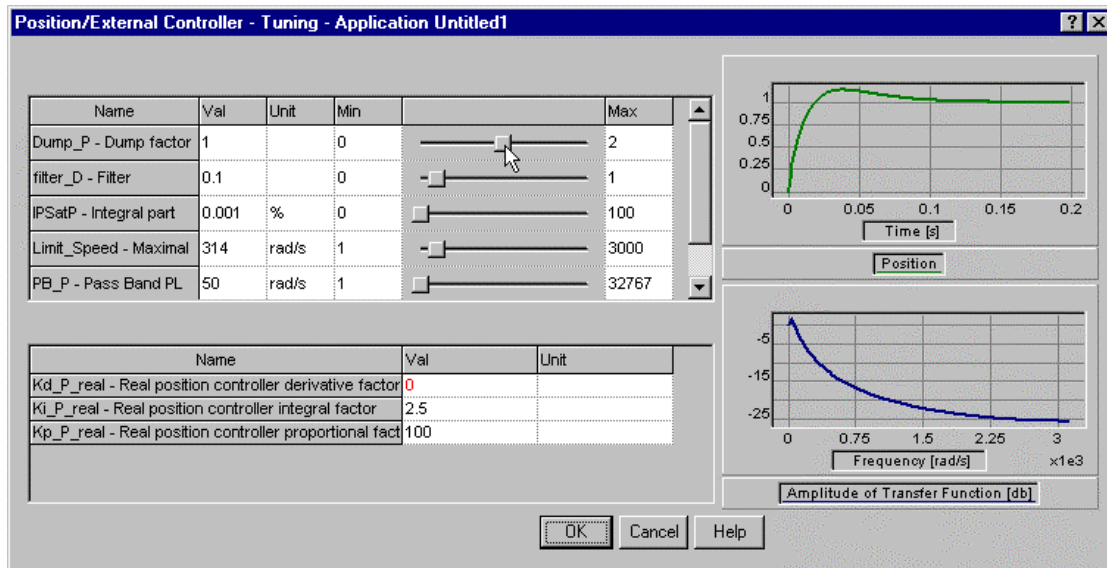 Position/External Controller - Tuning - Application Untitled1
Name Val Unit Min Max
Dump_P - Dump factor 1 0 2
filter_D - Filter 0.1 0 1
IPSatP - Integral part 0.001 % 0 100
Limit_Speed - Maximal 314 rad/s 1 3000
PB_P - Pass Band PL 50 rad/s 1 32767
Name Val Unit
Kd_P_real - Real position controller derivative factor 0
Ki_P_real - Real position controller integral factor 2.5
Kp_P_real - Real position controller proportional fact 100
1
0.75
0.5
0.25
0
0 0.05 0.1 0.15 0.2
Time [s]
Position
-5
-15
-25
0 0.75 1.5 2.25 3
Frequency [rad/s] x1e3
Amplitude of Transfer Function [db]
OK Cancel Help